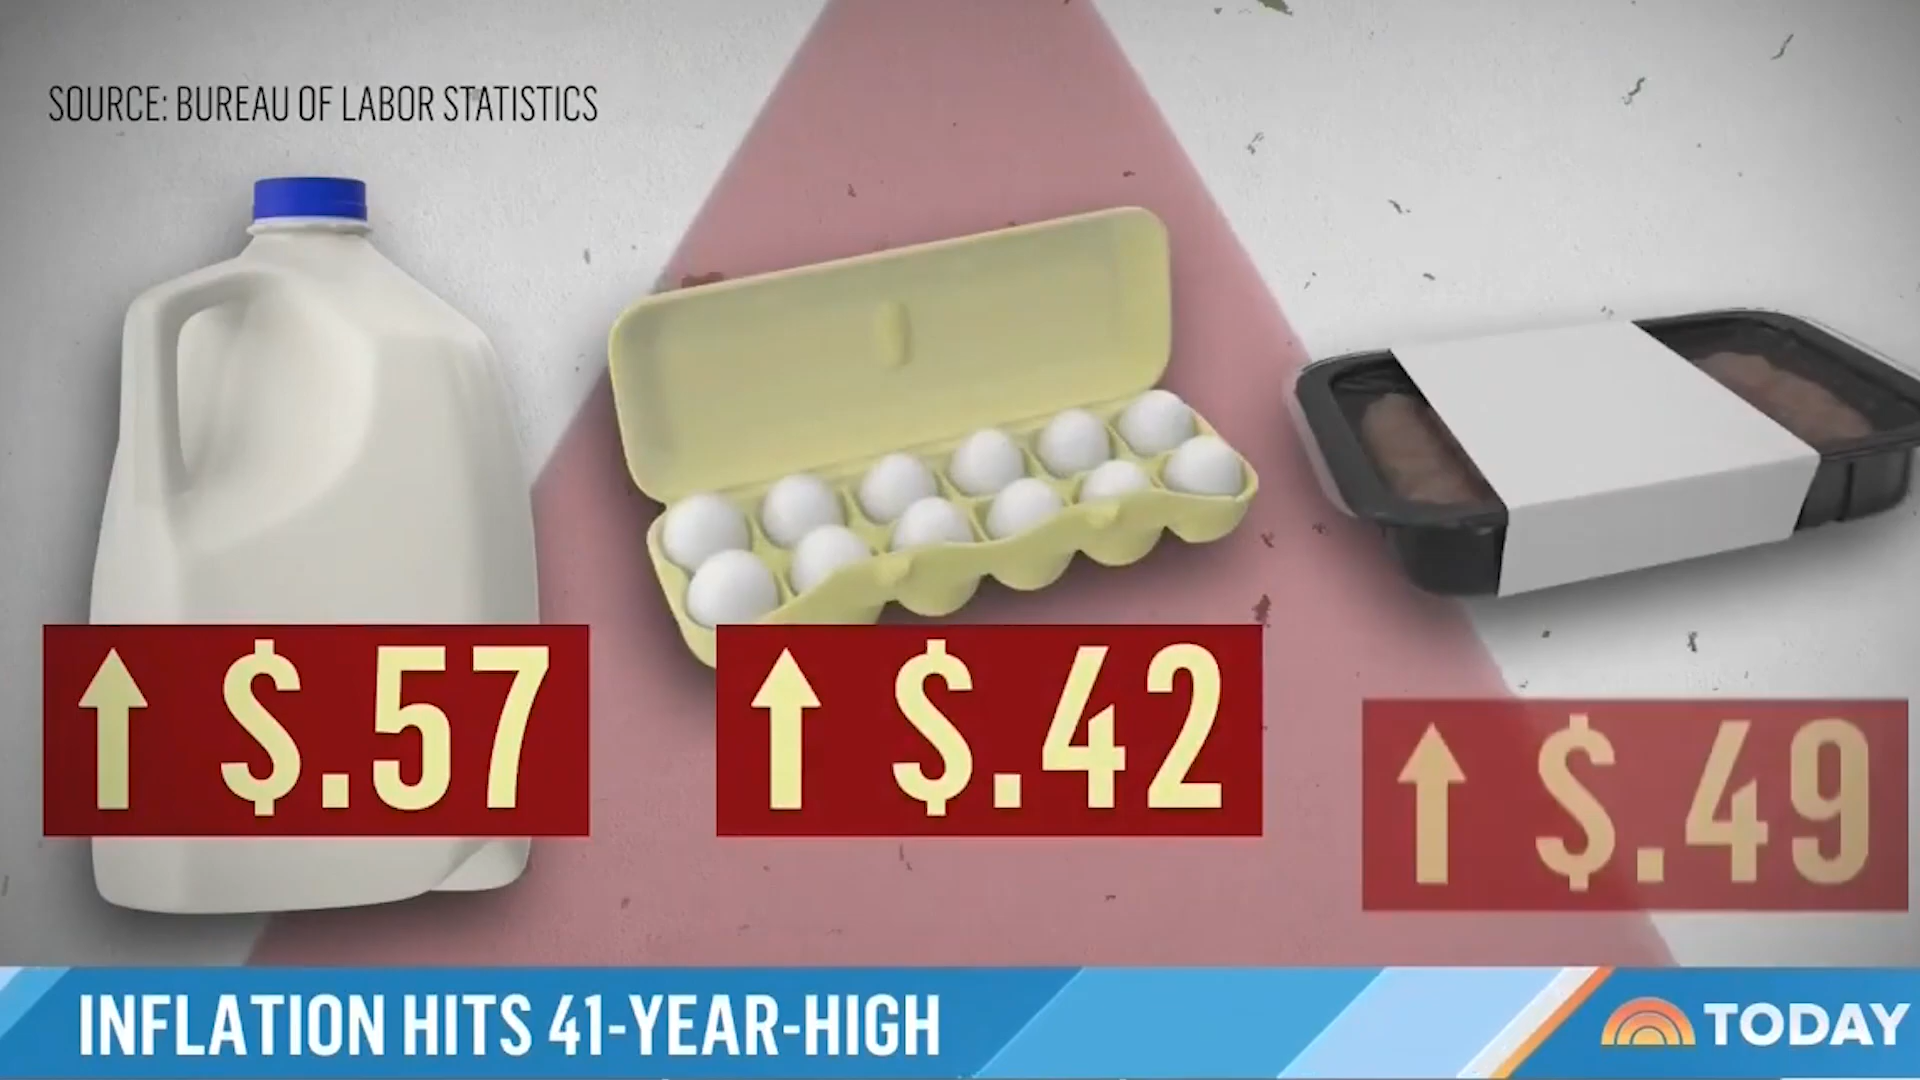 SOURCE: BUREAU OF LABOR STATISTICS
↑ $.57
↑ $.42
↑ $.49
INFLATION HITS 41-YEAR-HIGH
TODAY